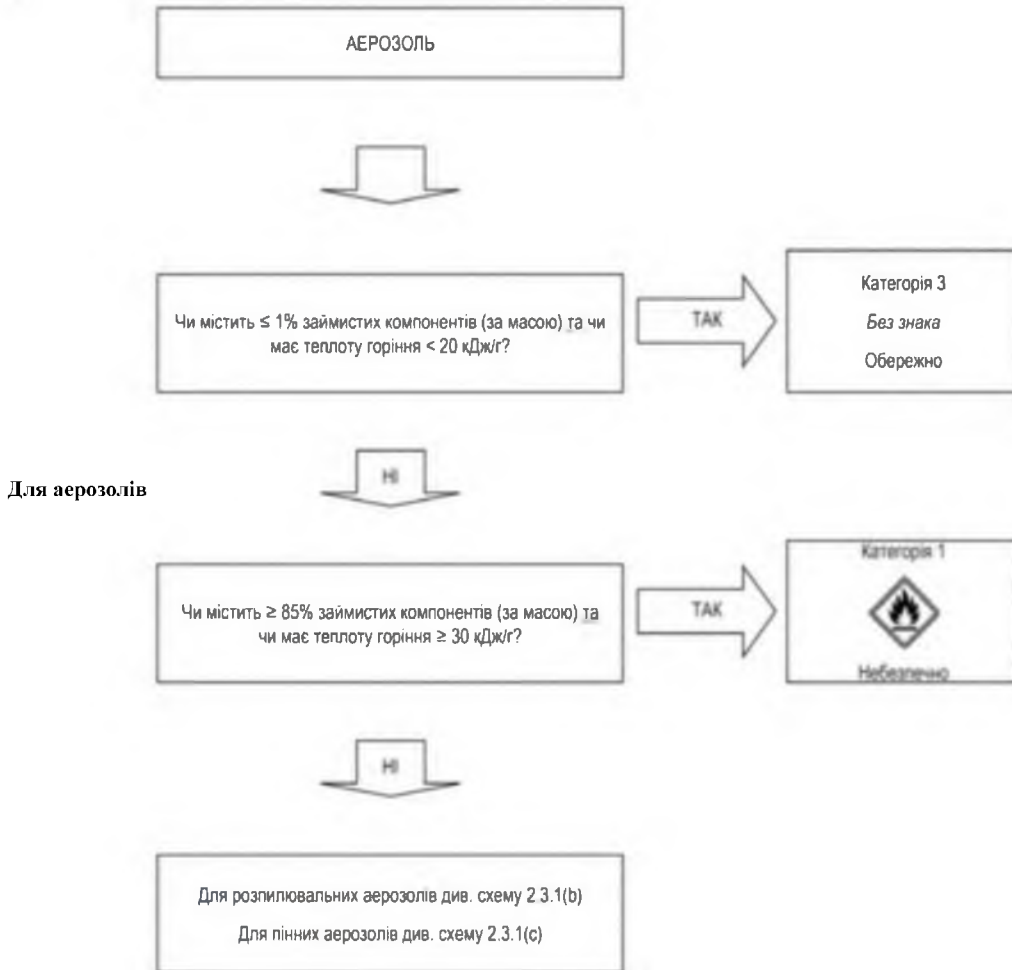 АЕРОЗОЛЬ
Чи містить ≤ 1% займистих компонентів (за масою) та чи
має теплоту горіння < 20 кДж/г?
ТАК
Категорія 3
Без знака
Обережно
НІ
Для аерозолів
Чи містить ≥ 85% займистих компонентів (за масою) та
чи має теплоту горіння ≥ 30 кДж/г?
ТАК
Категорія 1
Небезпечно
НІ
Для розпилювальних аерозолів див. схему 2.3.1(b)
Для пінних аерозолів див. схему 2.3.1(c)